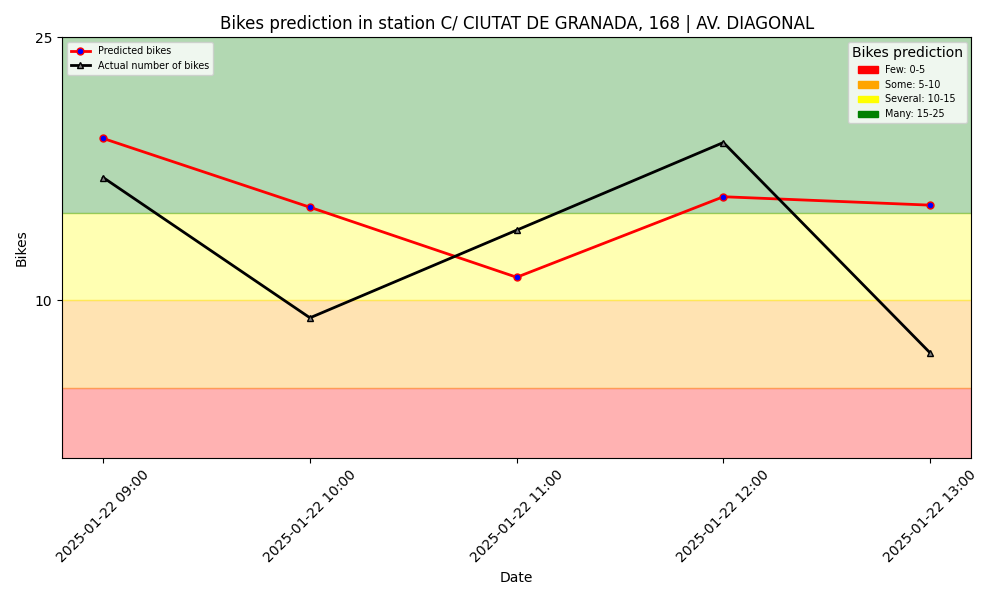 Bikes prediction in station C/ CIUTAT DE GRANADA, 168 | AV. DIAGONAL
25
10
Bikes
Predicted bikes
Actual number of bikes
Bikes prediction
Few: 0-5
Some: 5-10
Several: 10-15
Many: 15-25
2025-01-22 09:00
2025-01-22 10:00
2025-01-22 11:00
2025-01-22 12:00
2025-01-22 13:00
Date